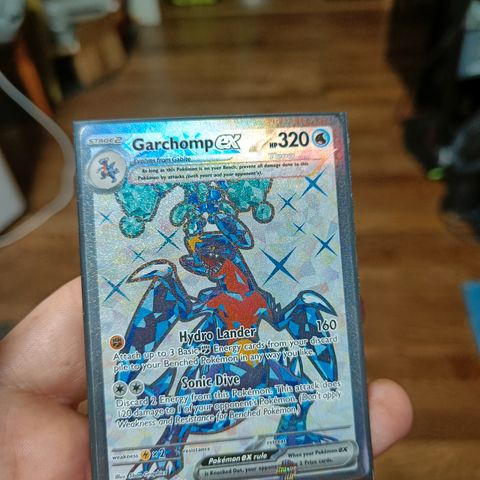 STAGE 2 Garchomp ex HP 320
Evolves from Gabite
As long as this Pokémon is on your Bench, prevent all damage done to this
Pokémon by attacks (both yours and your opponent's).
Hydro Lander 160
Attach up to 3 Basic Energy cards from your discard
pile to your Benched Pokémon in any way you like.
Sonic Dive
Discard 2 Energy from this Pokémon. This attack does
120 damage to 1 of your opponent's Pokémon. (Don't apply
Weakness and Resistance for Benched Pokémon.)
weakness ×2 resistance retreat
Pokémon ex rule When your Pokémon ex
is Knocked Out, your opponent takes 2 Prize cards.